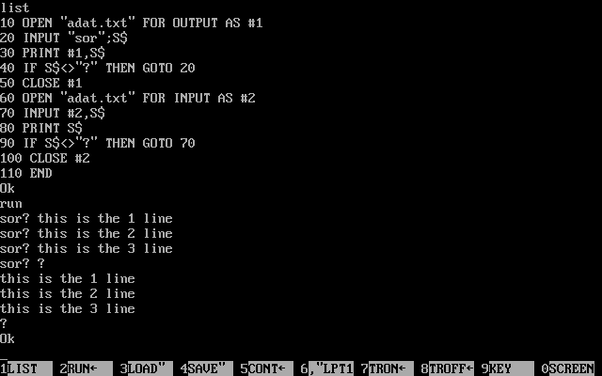 list
10 OPEN "adat.txt" FOR OUTPUT AS #1
20 INPUT "sor";S$
30 PRINT #1,S$
40 IF S$<>"?" THEN GOTO 20
50 CLOSE #1
60 OPEN "adat.txt" FOR INPUT AS #2
70 INPUT #2,S$
80 PRINT S$
90 IF S$<>"?" THEN GOTO 70
100 CLOSE #2
110 END
Ok
run
sor? this is the 1 line
sor? this is the 2 line
sor? this is the 3 line
sor? ?
this is the 1 line
this is the 2 line
this is the 3 line
?
Ok
_
1LIST 2RUN← 3LOAD" 4SAVE" 5CONT← 6,"LPT1 7TRON← 8TROFF← 9KEY 0SCREEN